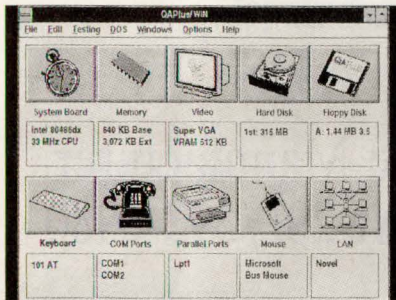 QAPlus/WIN
File Edit Testing DOS Windows Options Help
System Board Memory Video Hard Disk Floppy Disk
Intel 80486dx 640 KB Base Super VGA 1st: 315 MB A: 1.44 MB 3.5
33 MHz CPU 3,072 KB Ext VRAM 512 KB
Keyboard COM Ports Parallel Ports Mouse LAN
101 AT COM1 Lpt1 Microsoft Novel
COM2 Bus Mouse